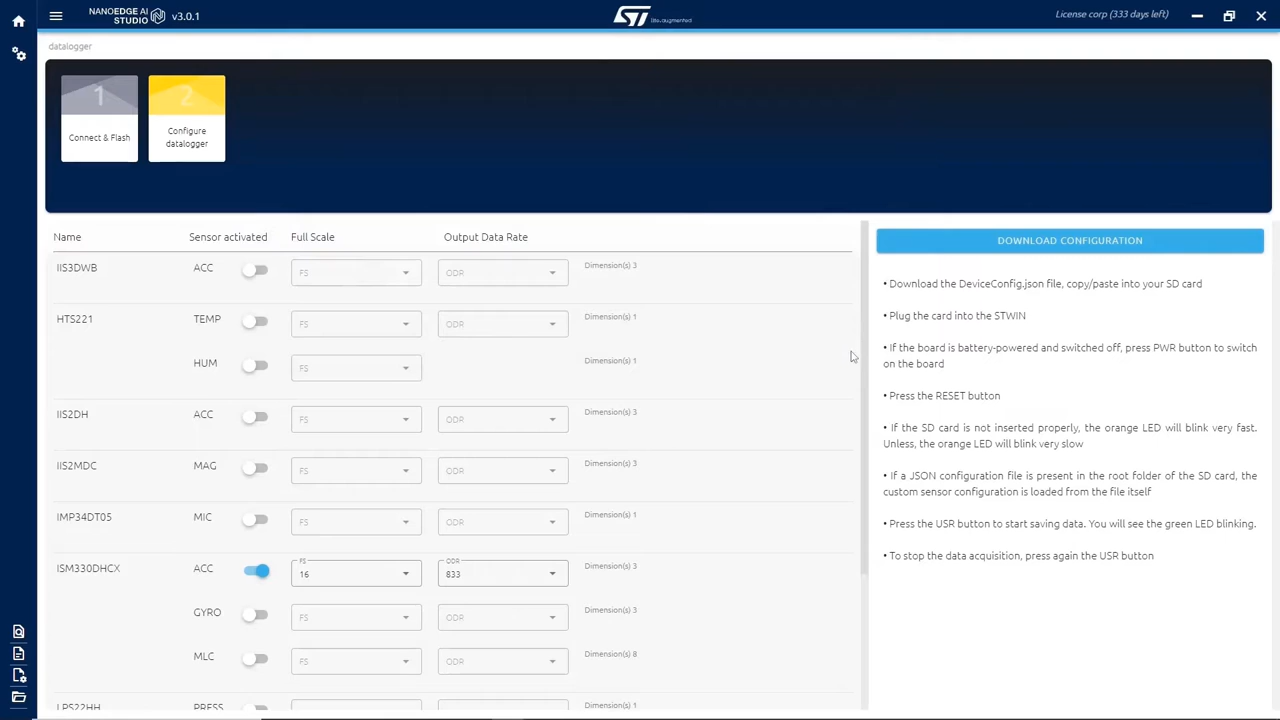 NANOEDGE AI
STUDIO v3.0.1
ST life.augmented
License corp (333 days left)
datalogger
1
2
Connect & Flash
Configure
datalogger
Name Sensor activated Full Scale Output Data Rate
DOWNLOAD CONFIGURATION
IIS3DWB ACC FS ODR Dimension(s) 3
HTS221 TEMP FS ODR Dimension(s) 1
HUM FS Dimension(s) 1
IIS2DH ACC FS ODR Dimension(s) 3
IIS2MDC MAG FS ODR Dimension(s) 3
IMP34DT05 MIC FS ODR Dimension(s) 1
ISM330DHCX ACC FS 16 ODR 833 Dimension(s) 3
GYRO FS ODR Dimension(s) 3
MLC FS ODR Dimension(s) 8
LPS22HH PRESS Dimension(s) 1
• Download the DeviceConfig.json file, copy/paste into your SD card
• Plug the card into the STWIN
• If the board is battery-powered and switched off, press PWR button to switch
on the board
• Press the RESET button
• If the SD card is not inserted properly, the orange LED will blink very fast.
Unless, the orange LED will blink very slow
• If a JSON configuration file is present in the root folder of the SD card, the
custom sensor configuration is loaded from the file itself
• Press the USR button to start saving data. You will see the green LED blinking.
• To stop the data acquisition, press again the USR button